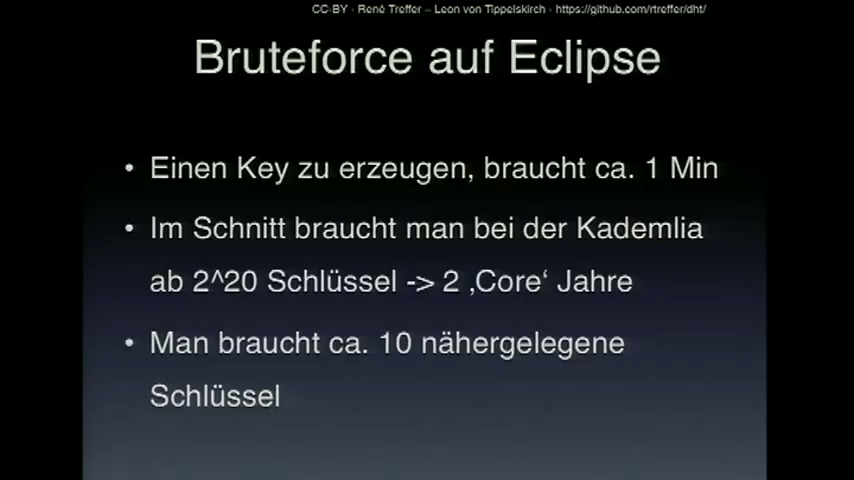 CC-BY - René Treffer – Leon von Tippelskirch - https://github.com/rtreffer/dht/
Bruteforce auf Eclipse
• Einen Key zu erzeugen, braucht ca. 1 Min
• Im Schnitt braucht man bei der Kademlia
ab 2^20 Schlüssel -> 2 ‚Core‘ Jahre
• Man braucht ca. 10 nähergelegene
Schlüssel